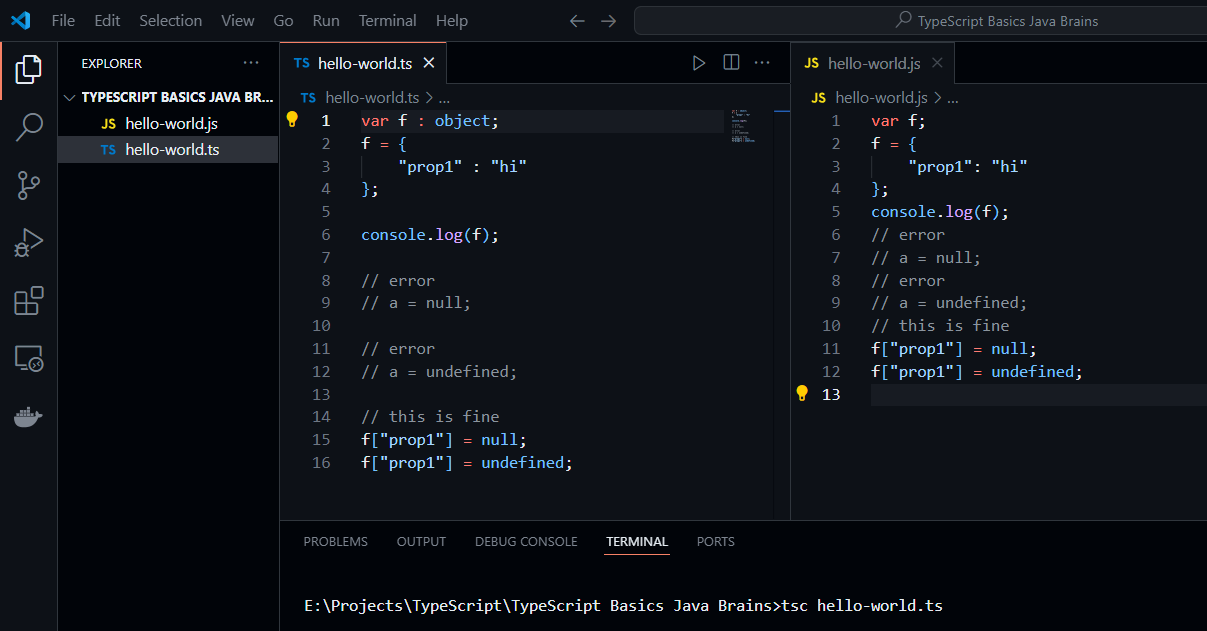 File Edit Selection View Go Run Terminal Help
TypeScript Basics Java Brains
EXPLORER
TYPESCRIPT BASICS JAVA BR...
JS hello-world.js
TS hello-world.ts
TS hello-world.ts
TS hello-world.ts > ...
1 var f : object;
2 f = {
3 "prop1" : "hi"
4 };
5
6 console.log(f);
7
8 // error
9 // a = null;
10
11 // error
12 // a = undefined;
13
14 // this is fine
15 f["prop1"] = null;
16 f["prop1"] = undefined;
JS hello-world.js
JS hello-world.js > ...
1 var f;
2 f = {
3 "prop1": "hi"
4 };
5 console.log(f);
6 // error
7 // a = null;
8 // error
9 // a = undefined;
10 // this is fine
11 f["prop1"] = null;
12 f["prop1"] = undefined;
13
PROBLEMS OUTPUT DEBUG CONSOLE TERMINAL PORTS
E:\Projects\TypeScript\TypeScript Basics Java Brains>tsc hello-world.ts